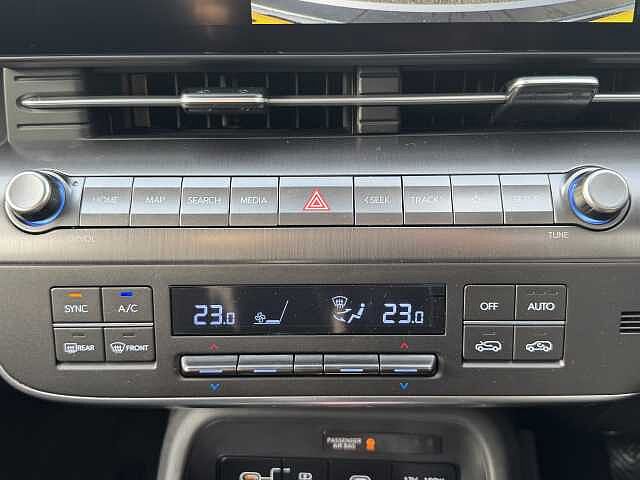 HOME MAP SEARCH MEDIA <SEEK TRACK>
VOL TUNE
SYNC A/C 23.0 23.0 OFF AUTO
REAR FRONT
PASSENGER
AIR BAG